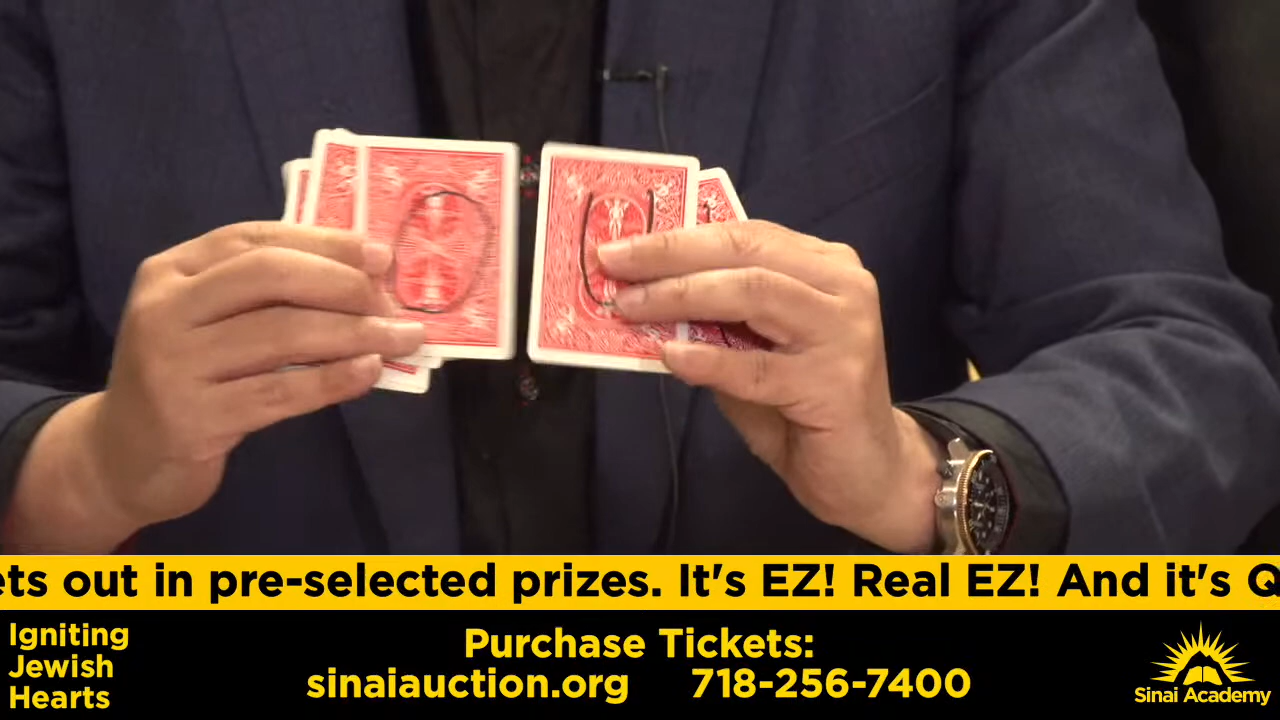 O U
ets out in pre-selected prizes. It's EZ! Real EZ! And it's Q
Igniting
Jewish
Hearts
Purchase Tickets:
sinaiauction.org 718-256-7400
Sinai Academy